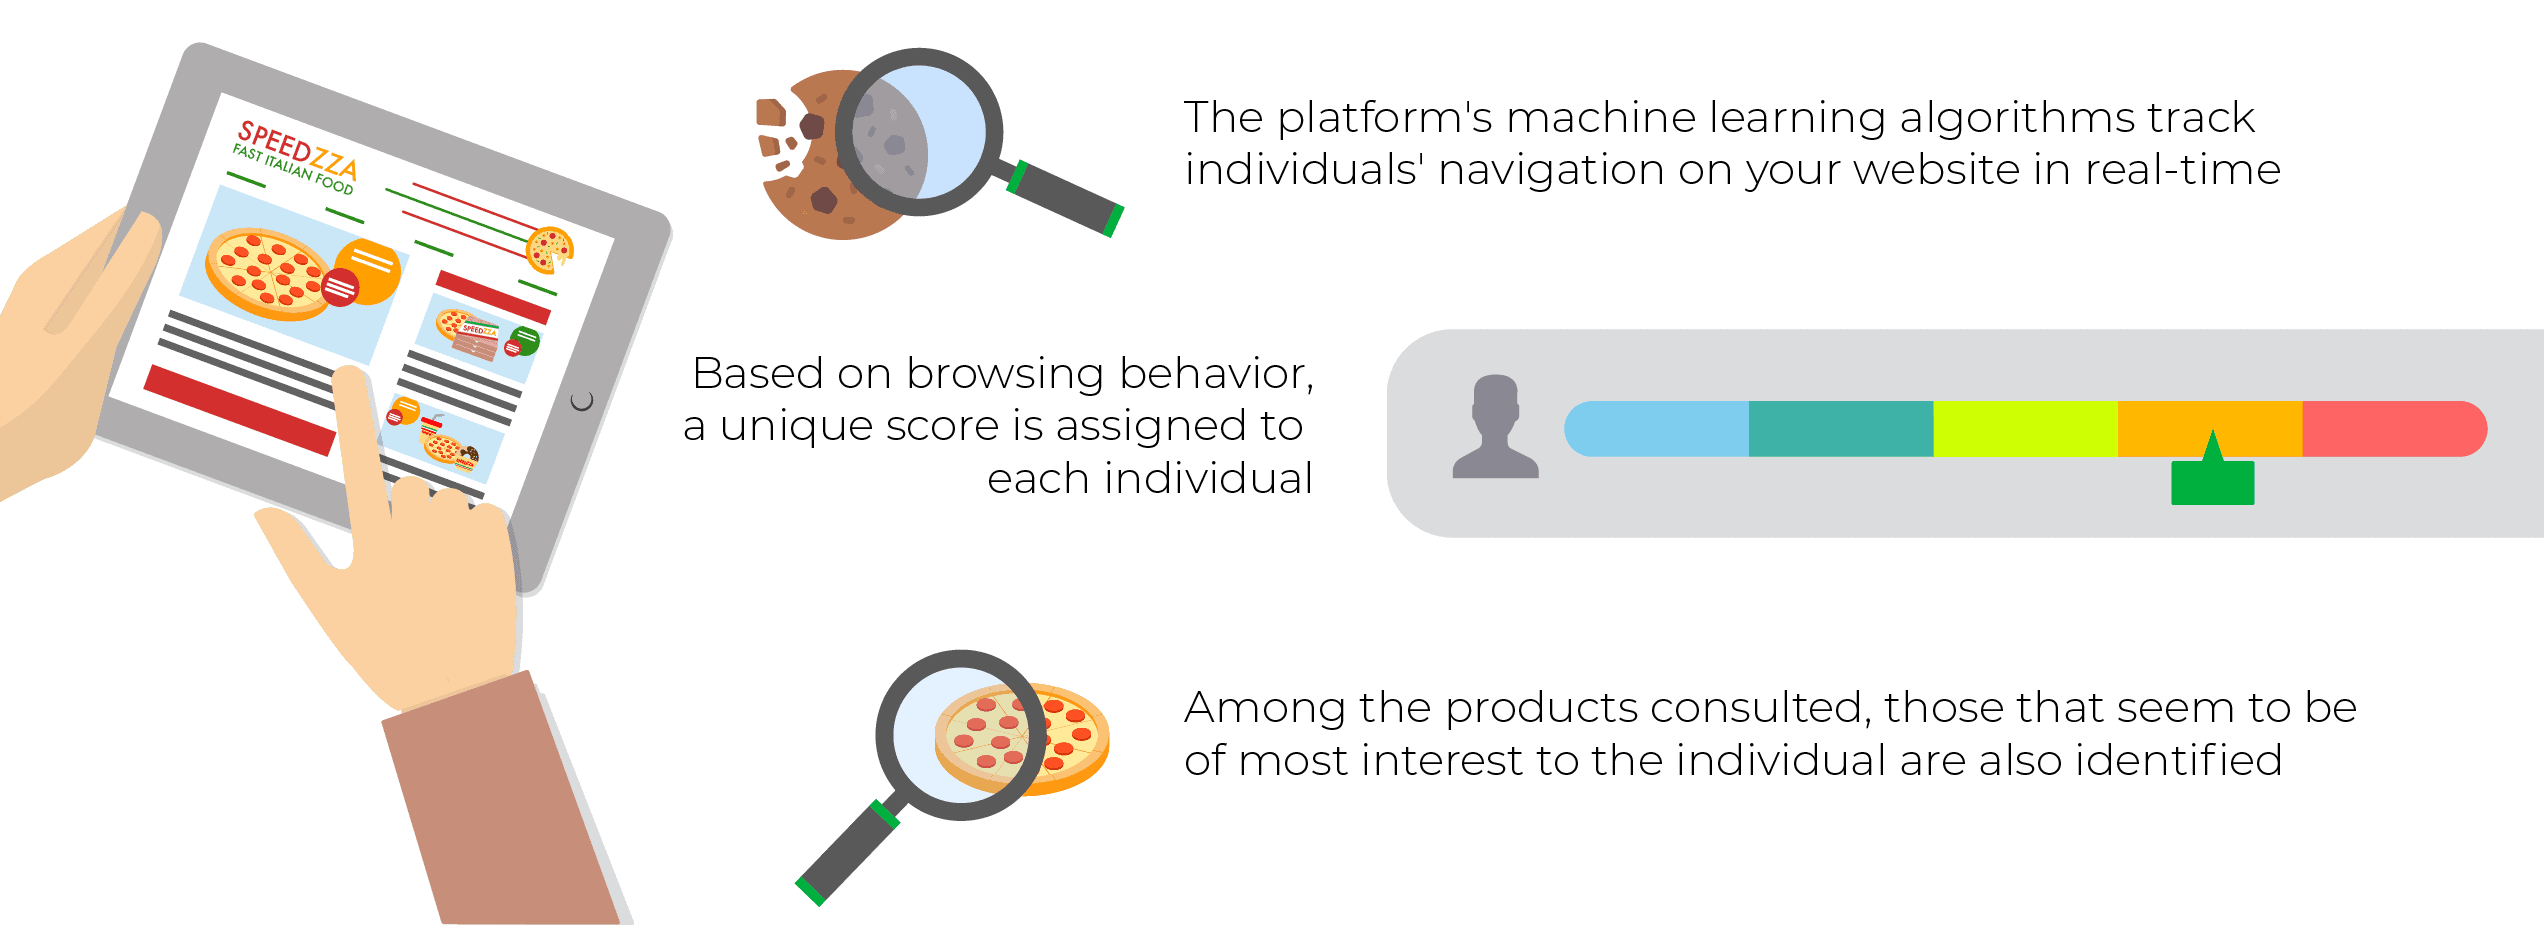 SPEEDZZA
FAST ITALIAN FOOD
SPEEDZZA
The platform's machine learning algorithms track
individuals' navigation on your website in real-time
Based on browsing behavior,
a unique score is assigned to
each individual
Among the products consulted, those that seem to be
of most interest to the individual are also identified